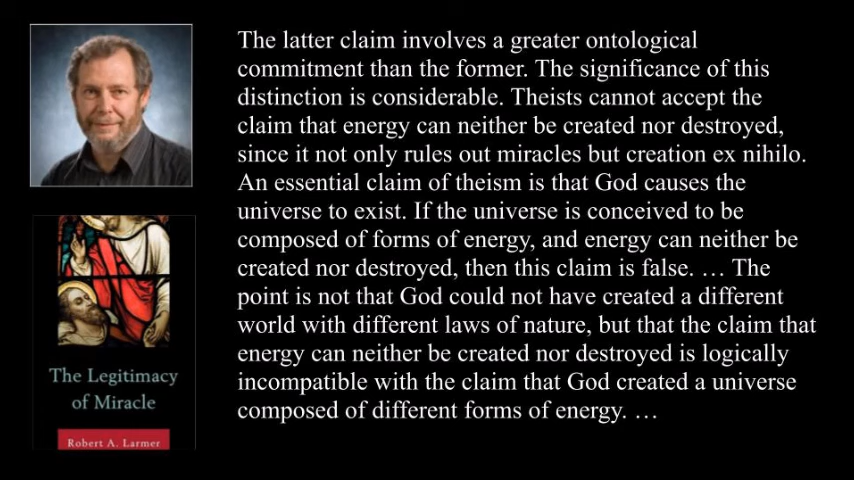 The latter claim involves a greater ontological
commitment than the former. The significance of this
distinction is considerable. Theists cannot accept the
claim that energy can neither be created nor destroyed,
since it not only rules out miracles but creation ex nihilo.
An essential claim of theism is that God causes the
universe to exist. If the universe is conceived to be
composed of forms of energy, and energy can neither be
created nor destroyed, then this claim is false. … The
point is not that God could not have created a different
world with different laws of nature, but that the claim that
energy can neither be created nor destroyed is logically
incompatible with the claim that God created a universe
composed of different forms of energy. …
The Legitimacy
of Miracle
Robert A. Larmer